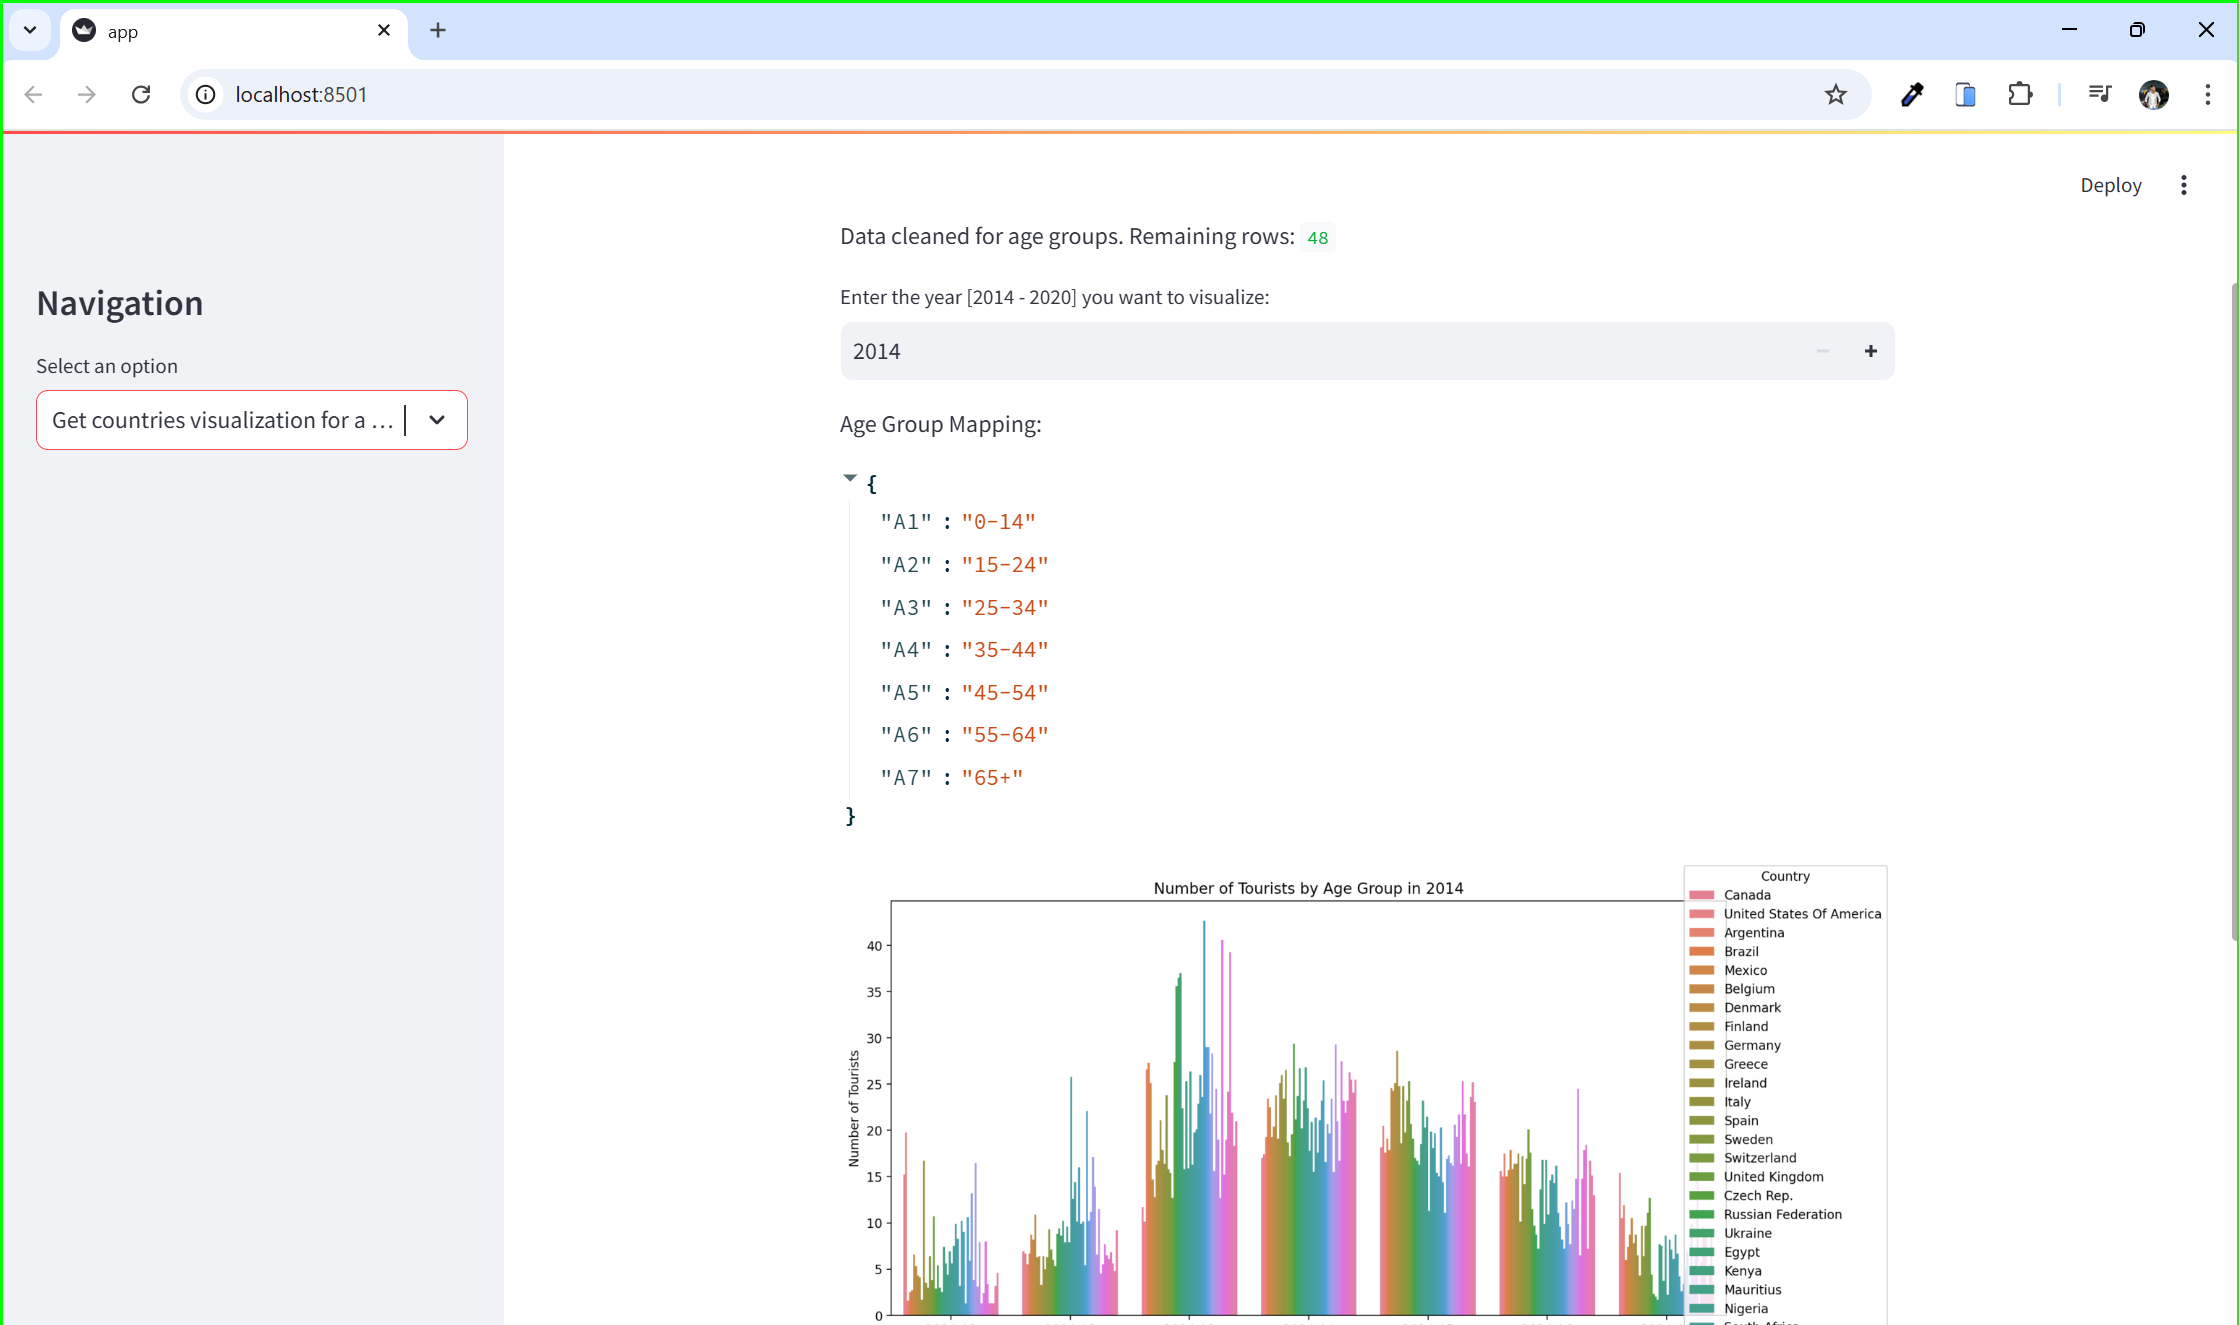 app
localhost:8501
Deploy
Navigation
Select an option
Get countries visualization for a ...
Data cleaned for age groups. Remaining rows: 48
Enter the year [2014 - 2020] you want to visualize:
2014
Age Group Mapping:
{
"A1" : "0-14"
"A2" : "15-24"
"A3" : "25-34"
"A4" : "35-44"
"A5" : "45-54"
"A6" : "55-64"
"A7" : "65+"
}
Number of Tourists by Age Group in 2014
Number of Tourists
40
35
30
25
20
15
10
5
0
Country
Canada
United States Of America
Argentina
Brazil
Mexico
Belgium
Denmark
Finland
Germany
Greece
Ireland
Italy
Spain
Sweden
Switzerland
United Kingdom
Czech Rep.
Russian Federation
Ukraine
Egypt
Kenya
Mauritius
Nigeria